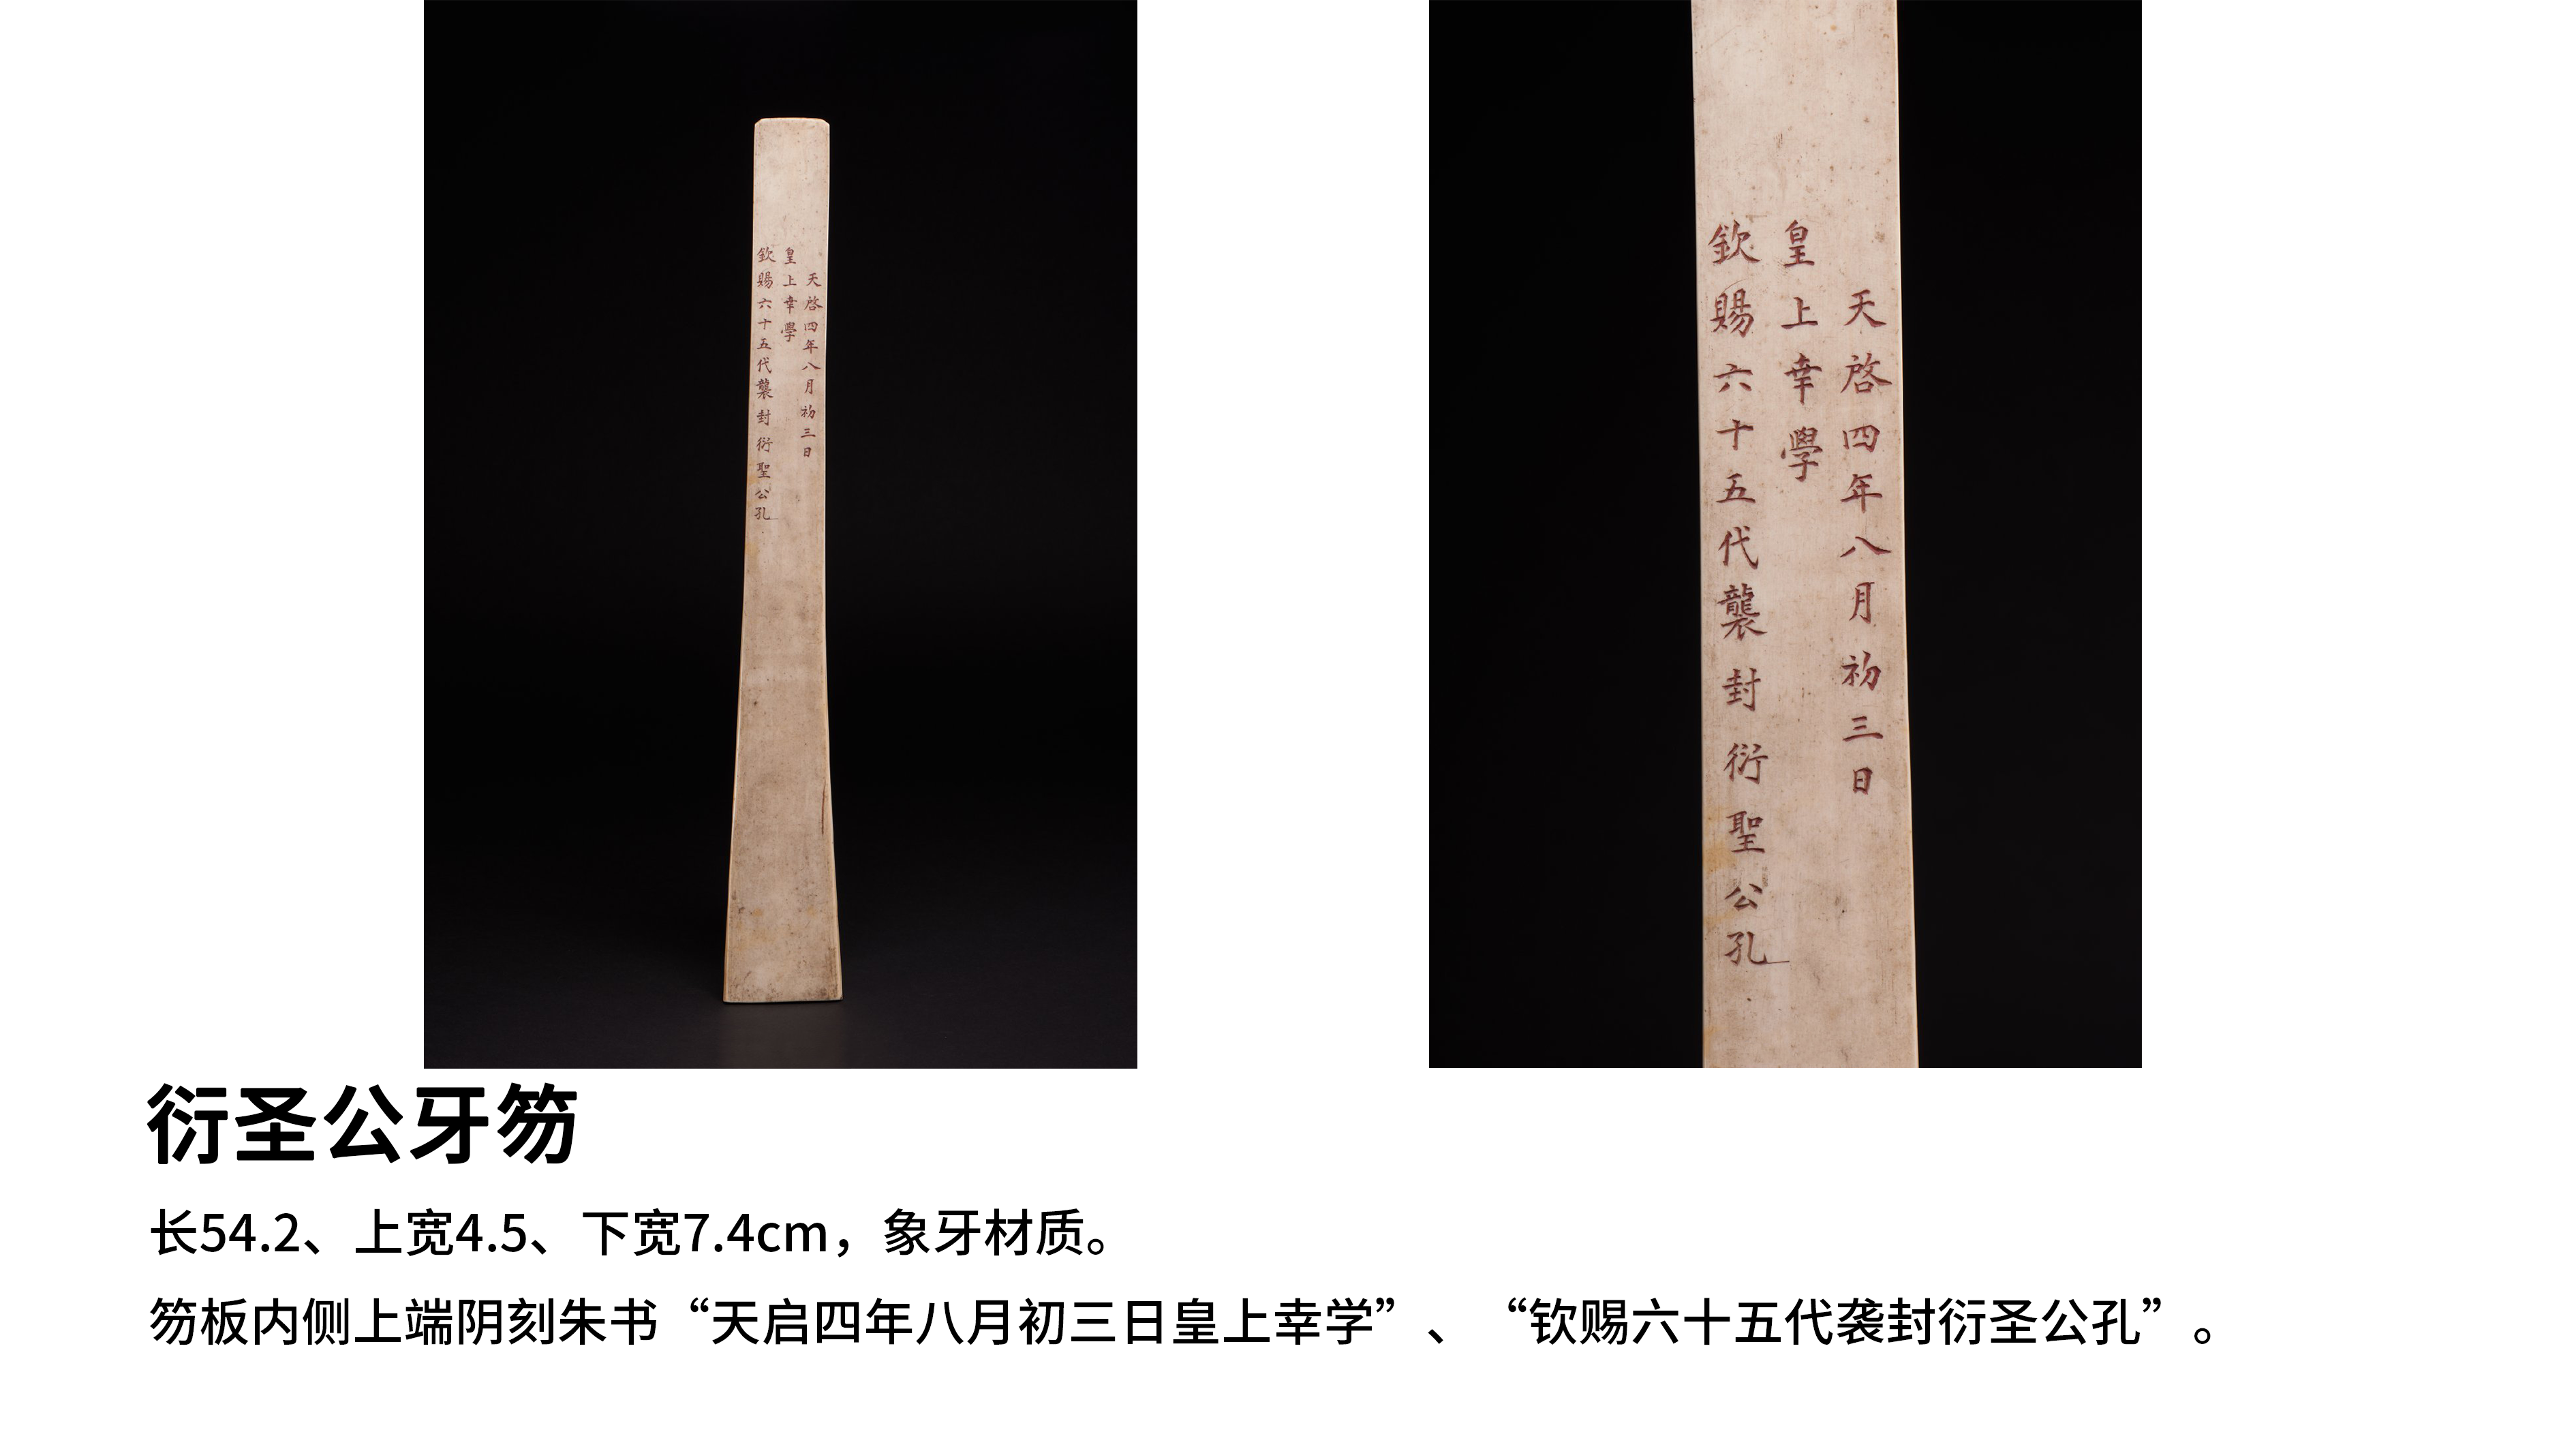 天啓四年八月初三日
皇上幸學
欽賜六十五代襲封衍聖公孔
天啓四年八月初三日
皇上幸學
欽賜六十五代襲封衍聖公孔
衍圣公牙笏
长54.2、上宽4.5、下宽7.4cm，象牙材质。
笏板内侧上端阴刻朱书“天启四年八月初三日皇上幸学”、“钦赐六十五代袭封衍圣公孔”。